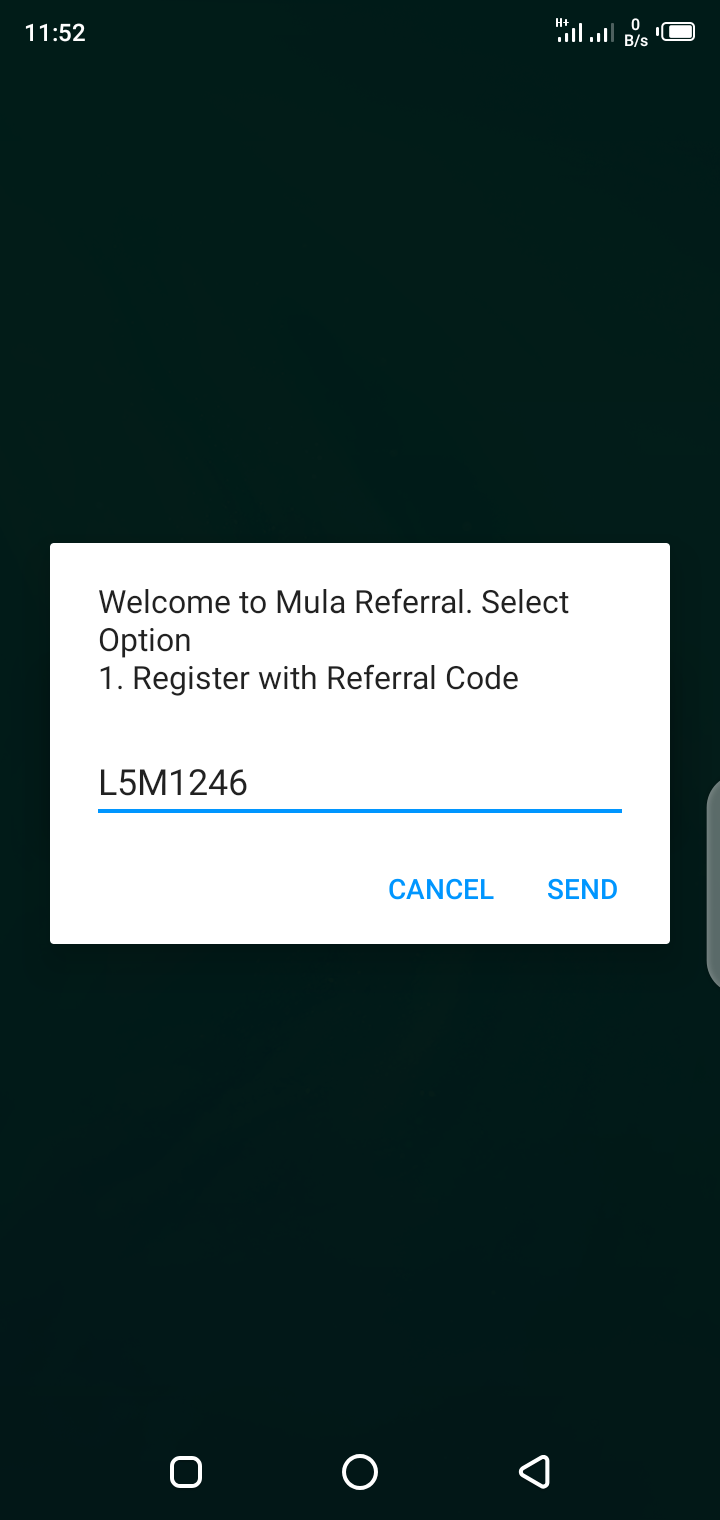 11:52
H+
0
B/s
Welcome to Mula Referral. Select
Option
1. Register with Referral Code
L5M1246
CANCEL SEND